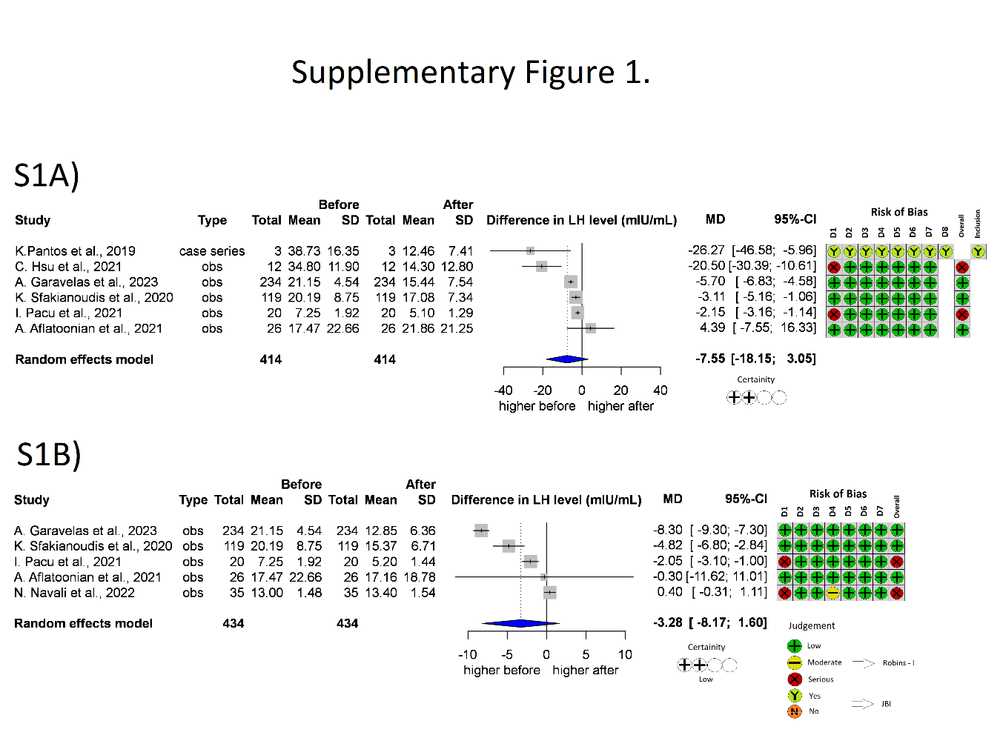 Supplementary Figure 1.
S1A)
Before After
Study Type Total Mean SD Total Mean SD Difference in LH level (mIU/mL) MD 95%-CI Risk of Bias
D1 D2 D3 D4 D5 D6 D7 D8 Overall Inclusion
K.Pantos et al., 2019 case series 3 38.73 16.35 3 12.46 7.41 -26.27 [-46.58; -5.96] Y Y Y Y Y Y Y Y Y
C. Hsu et al., 2021 obs 12 34.80 11.90 12 14.30 12.80 -20.50 [-30.39; -10.61]
A. Garavelas et al., 2023 obs 234 21.15 4.54 234 15.44 7.54 -5.70 [ -6.83; -4.58]
K. Sfakianoudis et al., 2020 obs 119 20.19 8.75 119 17.08 7.34 -3.11 [ -5.16; -1.06]
I. Pacu et al., 2021 obs 20 7.25 1.92 20 5.10 1.29 -2.15 [ -3.16; -1.14]
A. Aflatoonian et al., 2021 obs 26 17.47 22.66 26 21.86 21.25 4.39 [ -7.55; 16.33]
Random effects model 414 414 -7.55 [-18.15; 3.05]
-40 -20 0 20 40
higher before higher after
Certainity
S1B)
Before After
Study Type Total Mean SD Total Mean SD Difference in LH level (mIU/mL) MD 95%-CI Risk of Bias
D1 D2 D3 D4 D5 D6 D7 Overall
A. Garavelas et al., 2023 obs 234 21.15 4.54 234 12.85 6.36 -8.30 [ -9.30; -7.30]
K. Sfakianoudis et al., 2020 obs 119 20.19 8.75 119 15.37 6.71 -4.82 [ -6.80; -2.84]
I. Pacu et al., 2021 obs 20 7.25 1.92 20 5.20 1.44 -2.05 [ -3.10; -1.00]
A. Aflatoonian et al., 2021 obs 26 17.47 22.66 26 17.16 18.78 -0.30 [-11.62; 11.01]
N. Navali et al., 2022 obs 35 13.00 1.48 35 13.40 1.54 0.40 [ -0.31; 1.11]
Random effects model 434 434 -3.28 [ -8.17; 1.60]
-10 -5 0 5 10
higher before higher after
Certainity
Low
Judgement
Low
Moderate Robins - I
Serious
Y Yes
JBI
N No